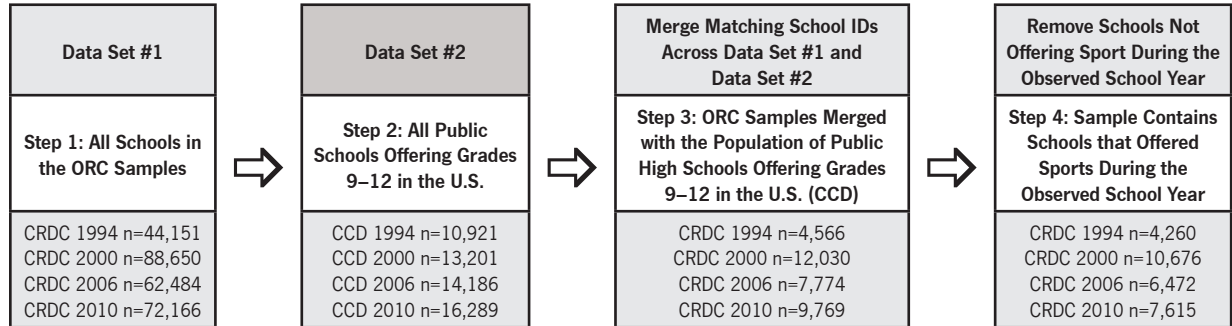 Data Set #1
Step 1: All Schools in
the ORC Samples
CRDC 1994 n=44,151
CRDC 2000 n=88,650
CRDC 2006 n=62,484
CRDC 2010 n=72,166
Data Set #2
Step 2: All Public
Schools Offering Grades
9–12 in the U.S.
CCD 1994 n=10,921
CCD 2000 n=13,201
CCD 2006 n=14,186
CCD 2010 n=16,289
Merge Matching School IDs
Across Data Set #1 and
Data Set #2
Step 3: ORC Samples Merged
with the Population of Public
High Schools Offering Grades
9–12 in the U.S. (CCD)
CRDC 1994 n=4,566
CRDC 2000 n=12,030
CRDC 2006 n=7,774
CRDC 2010 n=9,769
Remove Schools Not
Offering Sport During the
Observed School Year
Step 4: Sample Contains
Schools that Offered
Sports During the
Observed School Year
CRDC 1994 n=4,260
CRDC 2000 n=10,676
CRDC 2006 n=6,472
CRDC 2010 n=7,615